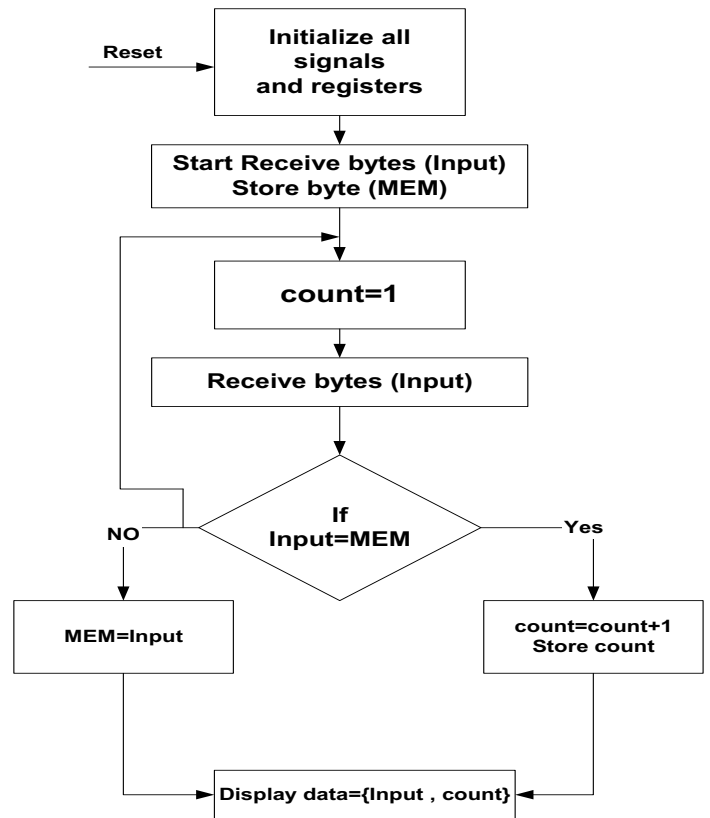 Reset
Initialize all
signals
and registers
Start Receive bytes (Input)
Store byte (MEM)
count=1
Receive bytes (Input)
If
Input=MEM
NO
Yes
MEM=Input
count=count+1
Store count
Display data={Input , count}